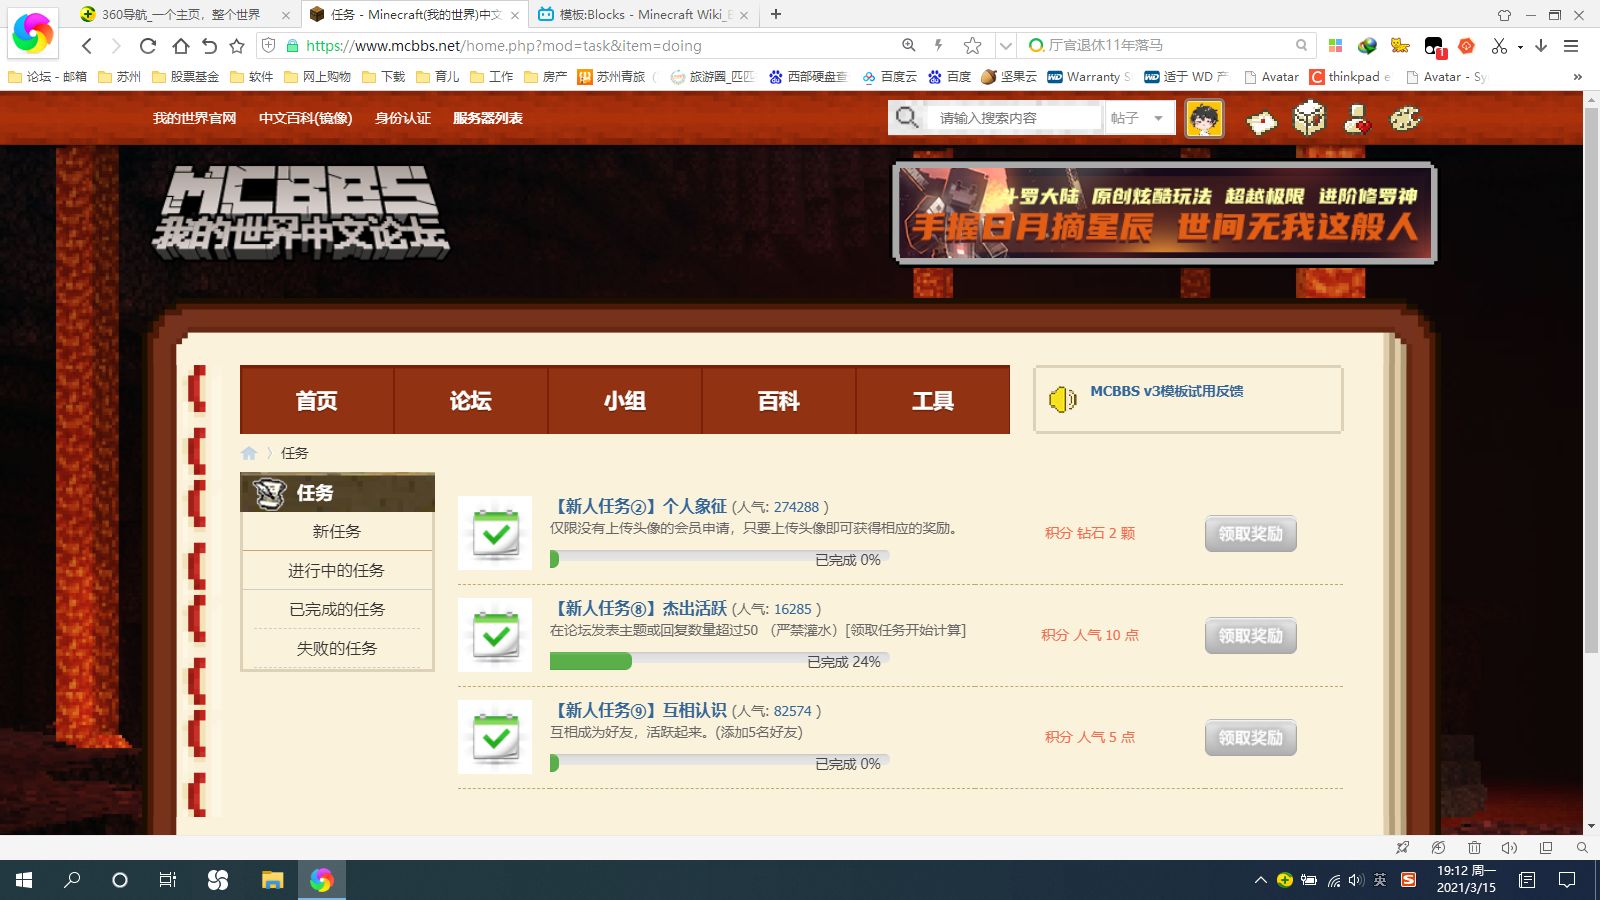 360导航_一个主页，整个世界
任务 - Minecraft(我的世界)中文
模板:Blocks - Minecraft Wiki_
https://www.mcbbs.net/home.php?mod=task&item=doing
厅官退休11年落马
论坛 - 邮箱 苏州 股票基金 软件 网上购物 下载 育儿 工作 房产 苏州青旅 旅游圈_匹匹 西部硬盘查 百度云 百度 坚果云 Warranty 适于 WD Avatar thinkpad e Avatar - Sy
我的世界官网 中文百科(镜像) 身份认证 服务器列表
请输入搜索内容 帖子
MCBBS
我的世界中文论坛
斗罗大陆 原创炫酷玩法 超越极限 进阶修罗神
手握日月摘星辰 世间无我这般人
首页 论坛 小组 百科 工具
MCBBS v3模板试用反馈
任务
任务
新任务
进行中的任务
已完成的任务
失败的任务
【新人任务②】个人象征 (人气: 274288 )
仅限没有上传头像的会员申请，只要上传头像即可获得相应的奖励。
已完成 0%
积分 钻石 2 颗
领取奖励
【新人任务⑧】杰出活跃 (人气: 16285 )
在论坛发表主题或回复数量超过50 （严禁灌水）[领取任务开始计算]
已完成 24%
积分 人气 10 点
领取奖励
【新人任务⑨】互相认识 (人气: 82574 )
互相成为好友，活跃起来。(添加5名好友)
已完成 0%
积分 人气 5 点
领取奖励
英
19:12 周一
2021/3/15